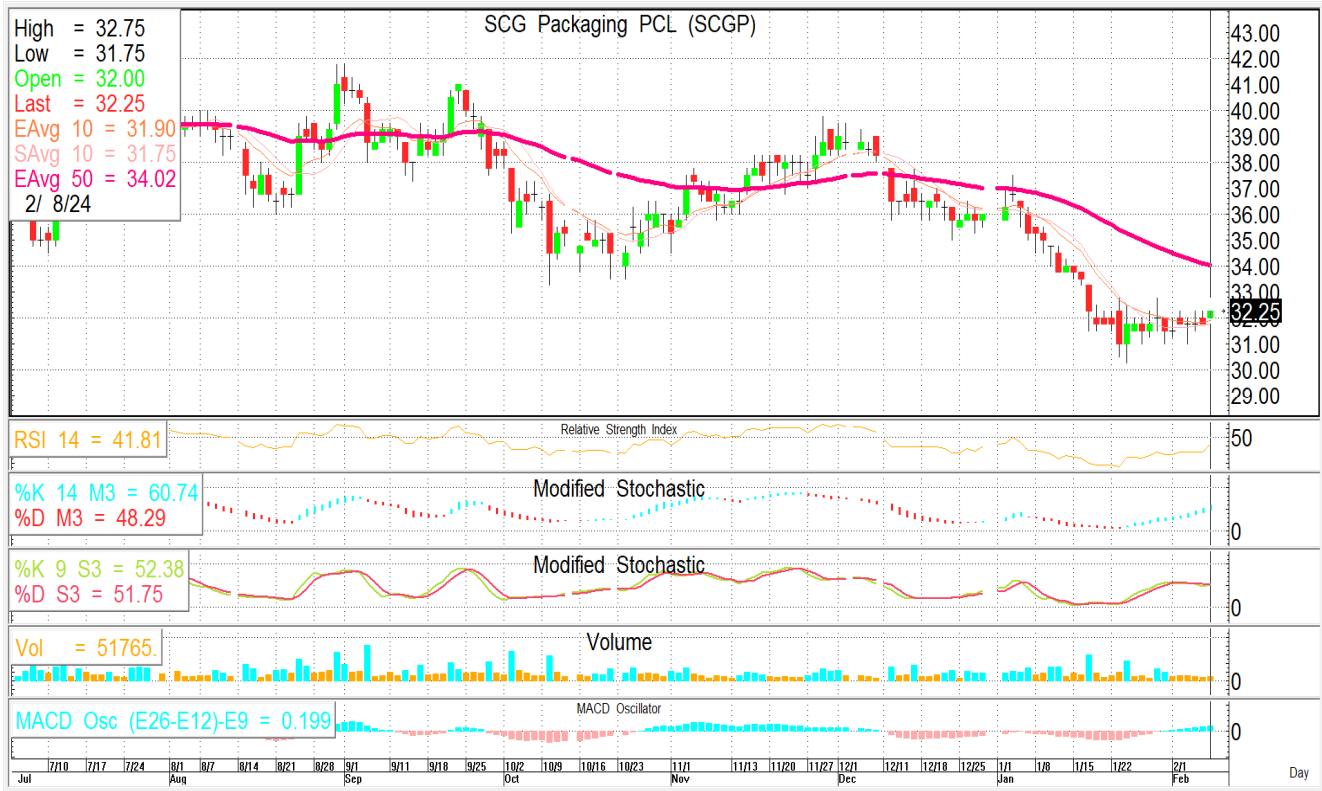 SCG Packaging PCL (SCGP)
High = 32.75
Low = 31.75
Open = 32.00
Last = 32.25
EAvg 10 = 31.90
SAvg 10 = 31.75
EAvg 50 = 34.02
2/ 8/24
43.00
42.00
41.00
40.00
39.00
38.00
37.00
36.00
35.00
34.00
33.00
32.25
32.00
31.00
30.00
29.00
Relative Strength Index
RSI 14 = 41.81
50
Modified Stochastic
%K 14 M3 = 60.74
%D M3 = 48.29
0
Modified Stochastic
%K 9 S3 = 52.38
%D S3 = 51.75
0
Volume
Vol = 51765.
0
MACD Oscillator
MACD Osc (E26-E12)-E9 = 0.199
0
7/10 7/17 7/24 8/1 8/7 8/14 8/21 8/28 9/1 9/11 9/18 9/25 10/2 10/9 10/16 10/23 11/1 11/13 11/20 11/27 12/1 12/11 12/18 12/25 1/1 1/8 1/15 1/22 2/1
Jul Aug Sep Oct Nov Dec Jan Feb
Day